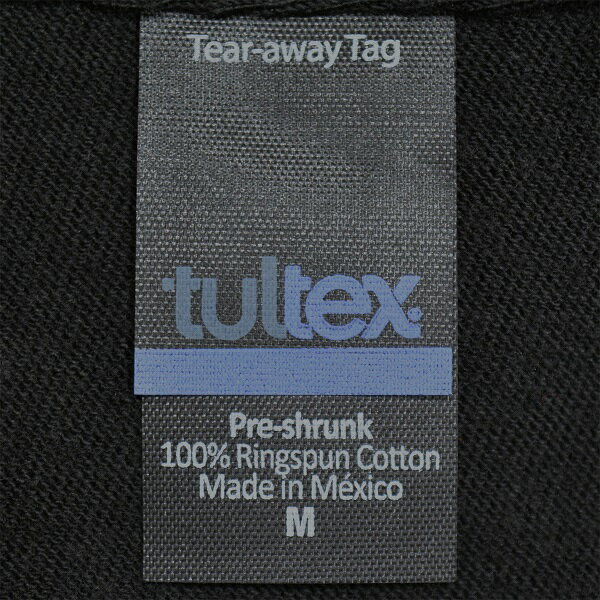 Tear-away Tag
tultex.
Pre-shrunk
100% Ringspun Cotton
Made in México
M